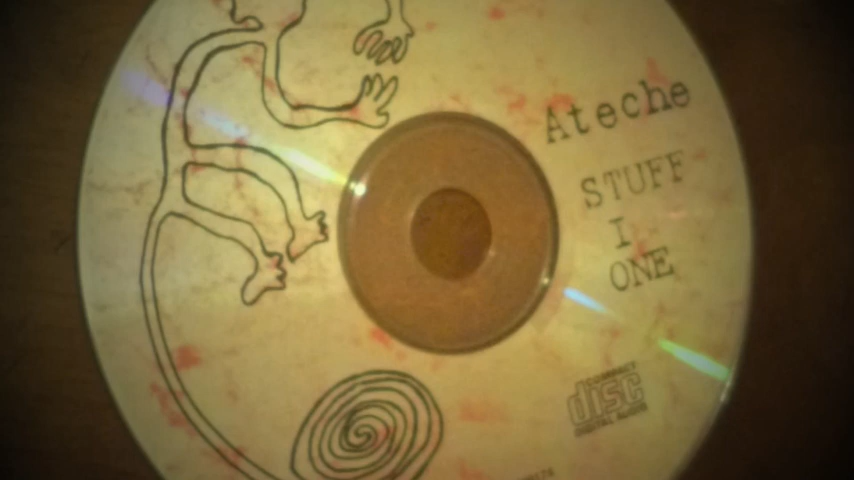 Ateche
STUFF
I
ONE
COMPACT
disc
DIGITAL AUDIO